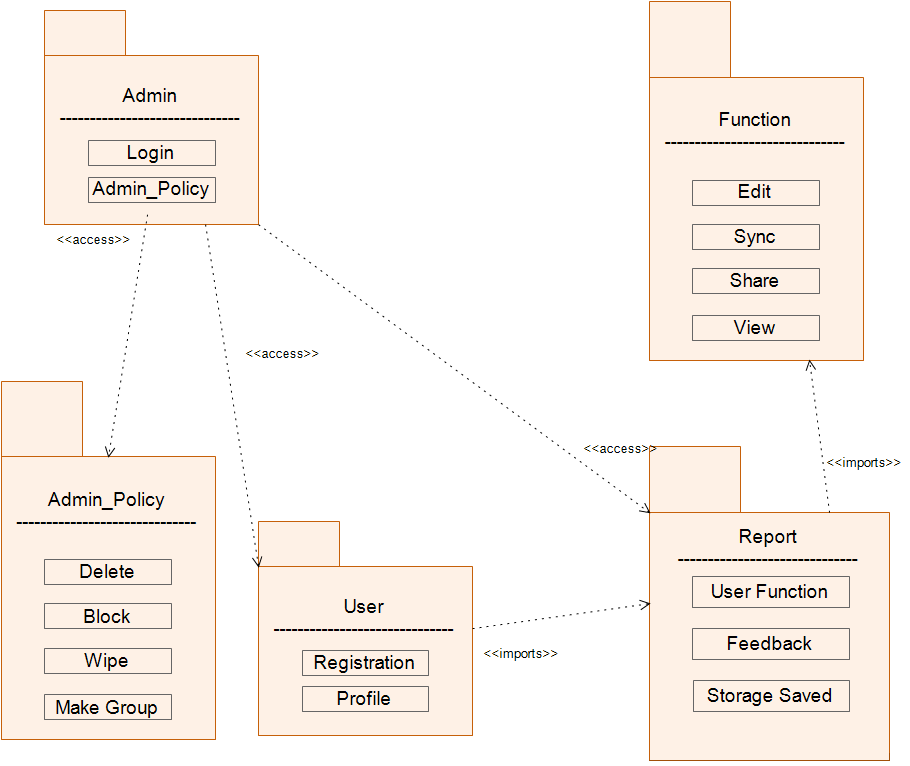 Admin
Login
Admin_Policy
<<access>>
<<access>>
<<access>>
Function
Edit
Sync
Share
View
<<imports>>
Admin_Policy
Delete
Block
Wipe
Make Group
User
Registration
Profile
<<imports>>
Report
User Function
Feedback
Storage Saved